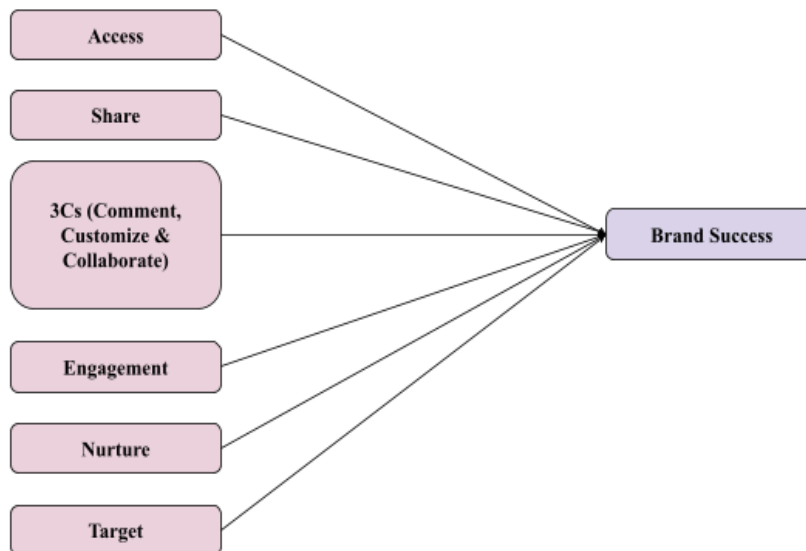 Access
Share
3Cs (Comment,
Customize &
Collaborate)
Brand Success
Engagement
Nurture
Target